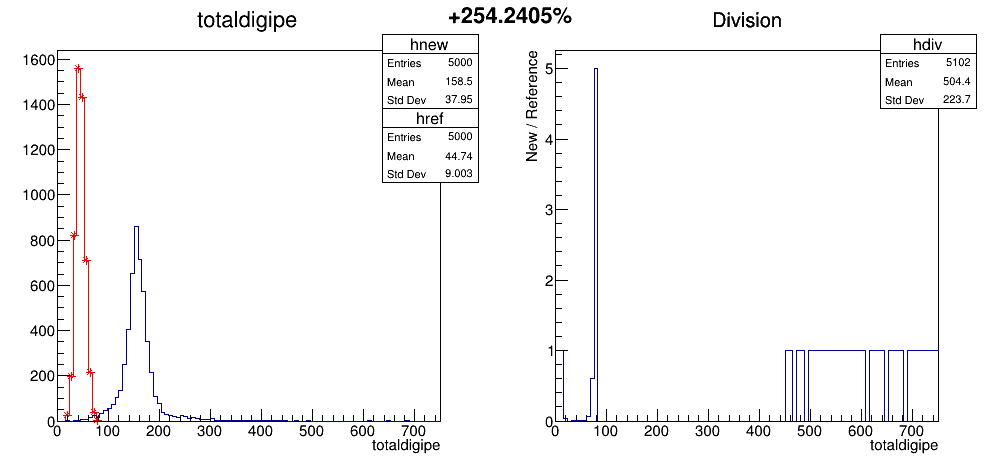 +254.2405%
totaldigipe
hnew
Entries 5000
Mean 158.5
Std Dev 37.95
href
Entries 5000
Mean 44.74
Std Dev 9.003
1600
1400
1200
1000
800
600
400
200
0
0 100 200 300 400 500 600 700
totaldigipe
Division
hdiv
Entries 5102
Mean 504.4
Std Dev 223.7
New / Reference
5
4
3
2
1
0
0 100 200 300 400 500 600 700
totaldigipe